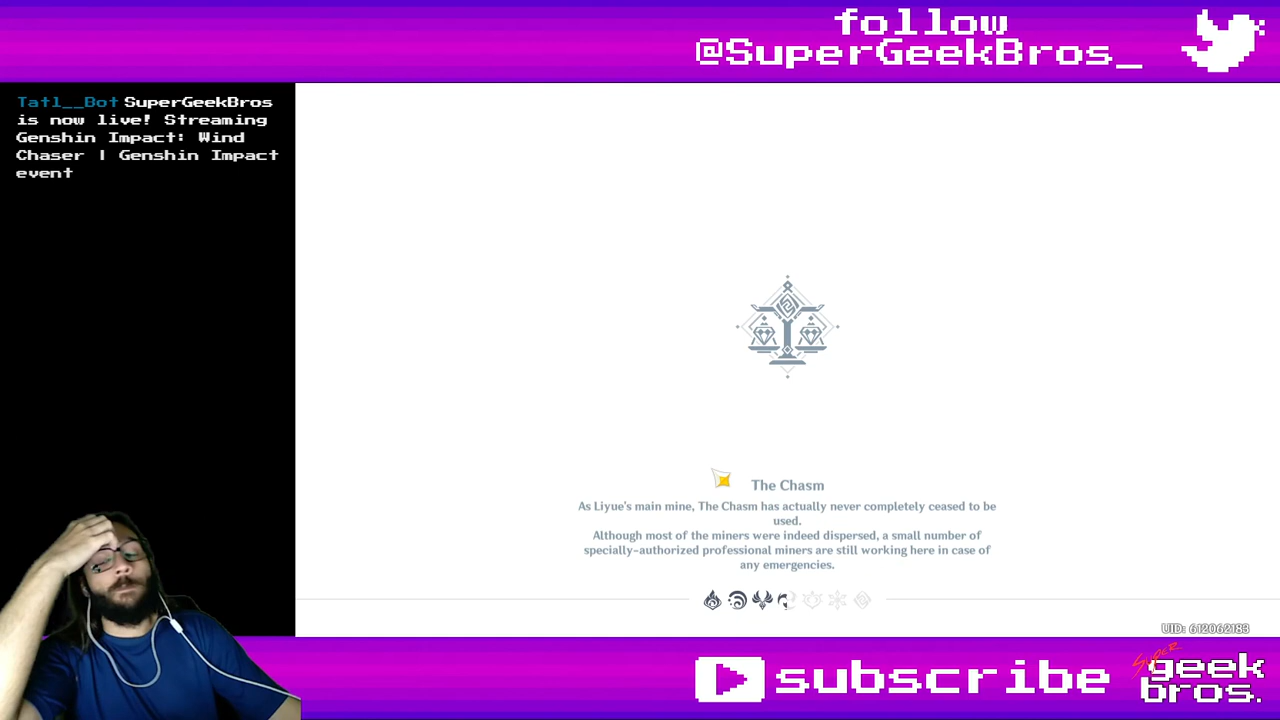 follow
@SuperGeekBros_
Tatl__Bot SuperGeekBros
is now live! Streaming
Genshin Impact: Wind
Chaser | Genshin Impact
event
The Chasm
As Liyue's main mine, The Chasm has actually never completely ceased to be
used.
Although most of the miners were indeed dispersed, a small number of
specially-authorized professional miners are still working here in case of
any emergencies.
UID: 612062183
subscribe
super
geek
bros.